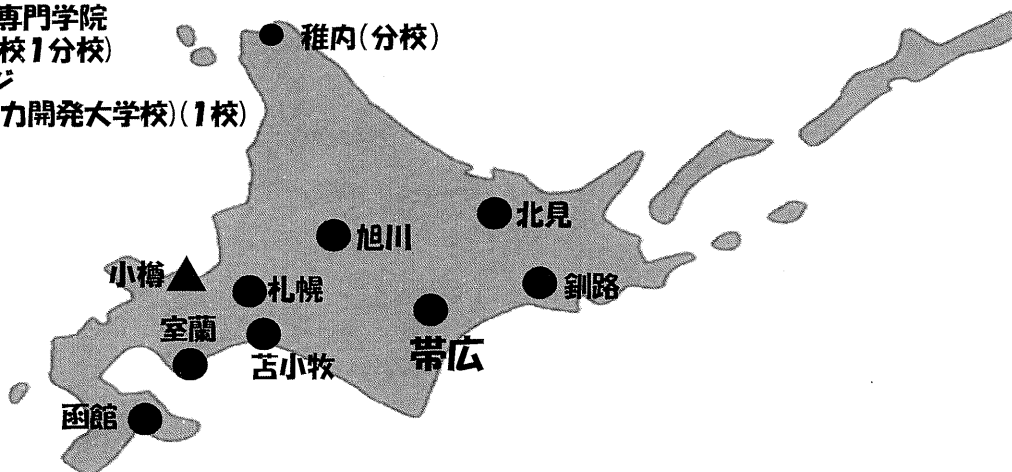 専門学院
校1分校)
ジ
力開発大学校)(1校)
稚内(分校)
北見
旭川
小樽
札幌
釧路
室蘭
苫小牧
帯広
函館